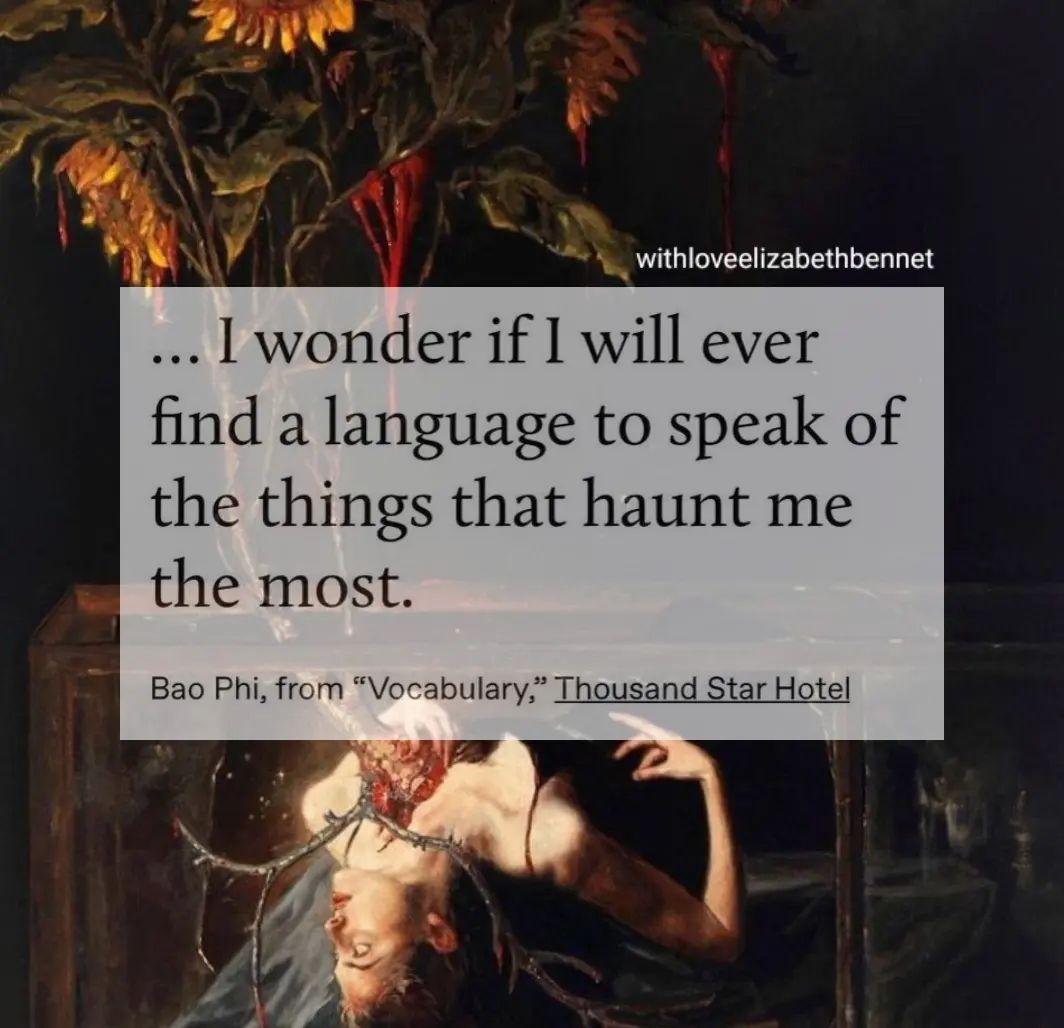 withloveelizabethbennet
... I wonder if I will ever
find a language to speak of
the things that haunt me
the most.
Bao Phi, from “Vocabulary,” Thousand Star Hotel